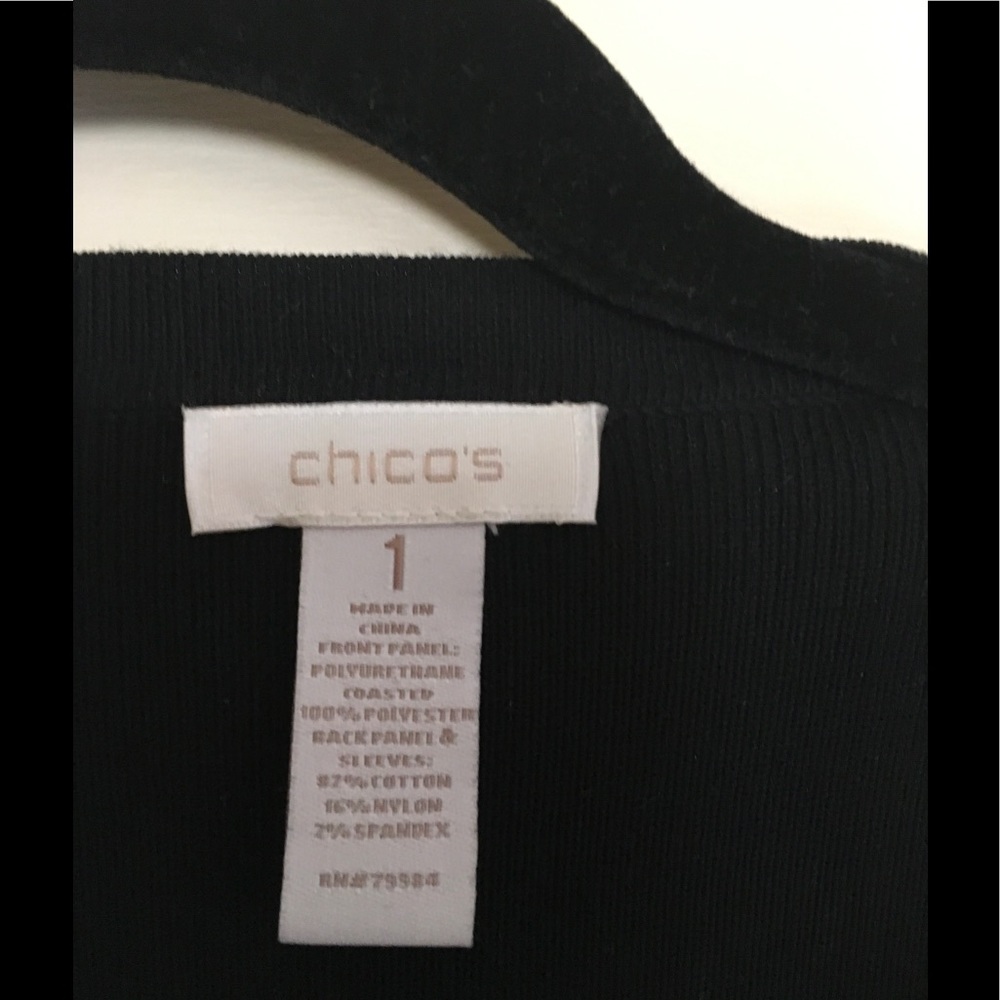 chico's
1
MADE IN
CHINA
FRONT PANEL:
POLYURETHANE
COASTED
100% POLYESTER
BACK PANEL &
SLEEVES:
82% COTTON
16% NYLON
2% SPANDEX
RN# 79984